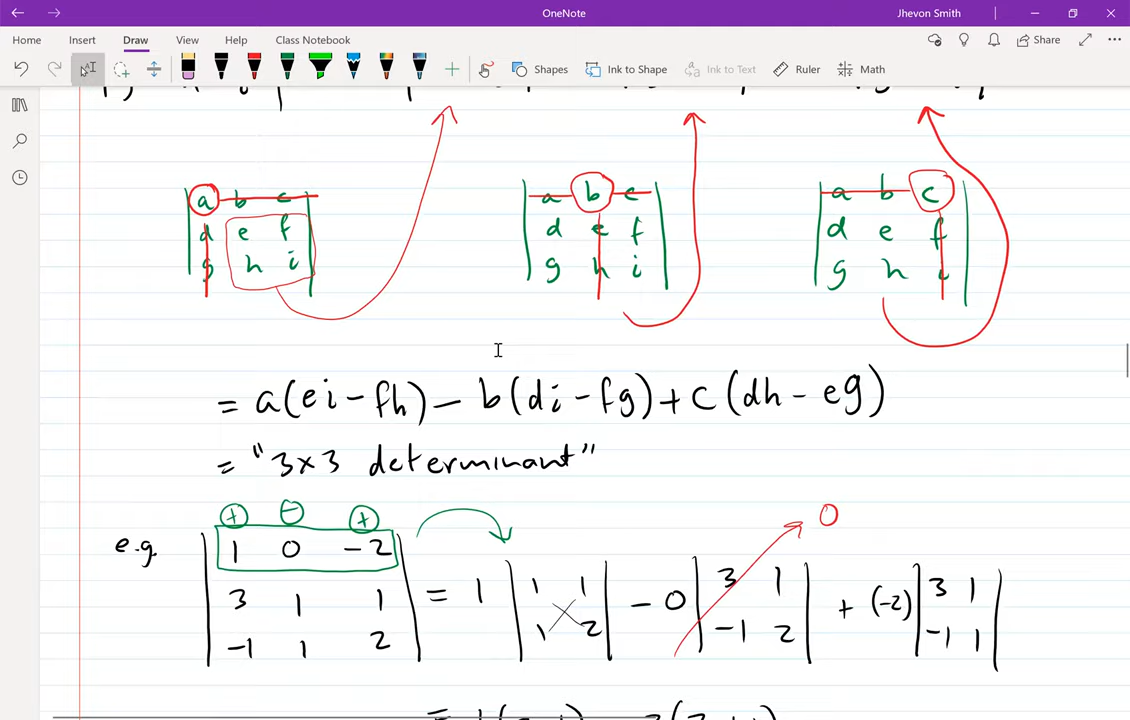 OneNote
Jhevon Smith
Home Insert Draw View Help Class Notebook
Share
Shapes Ink to Shape Ink to Text Ruler Math
a b c a b c a b c
d e f d e f d e f
g h i g h i g h i
= a(ei - fh) - b(di - fg) + c(dh - eg)
= "3x3 determinant"
+ - +
0
e.g. | 1 0 -2 |
| 3 1 1 | = 1 | 1 1 | - 0 | 3 1 | + (-2) | 3 1 |
| -1 1 2 | | 1 2 | | -1 2 | | -1 1 |